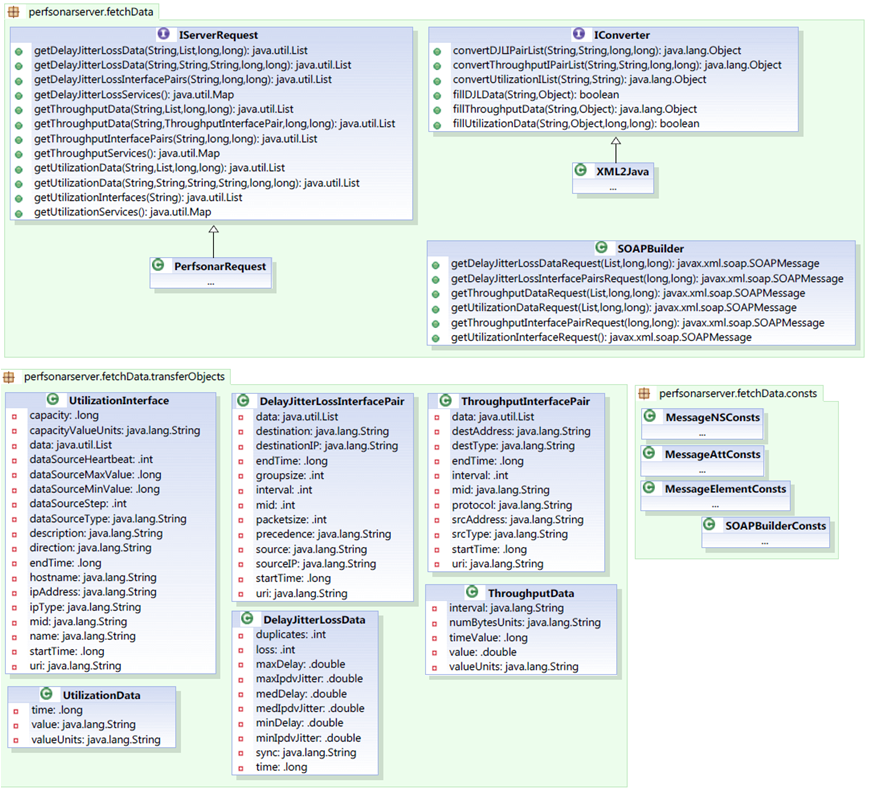 perfsonarserver.fetchData
IServerRequest
getDelayJitterLossData(String,List,long,long): java.util.List
getDelayJitterLossData(String,String,String,long,long): java.util.List
getDelayJitterLossInterfacePairs(String,long,long): java.util.List
getDelayJitterLossServices(): java.util.Map
getThroughputData(String,List,long,long): java.util.List
getThroughputData(String,ThroughputInterfacePair,long,long): java.util.List
getThroughputInterfacePairs(String,long,long): java.util.List
getThroughputServices(): java.util.Map
getUtilizationData(String,List,long,long): java.util.List
getUtilizationData(String,String,String,String,long,long): java.util.List
getUtilizationInterfaces(String): java.util.List
getUtilizationServices(): java.util.Map
PerfsonarRequest
...
IConverter
convertDJLIPairList(String,String,long,long): java.lang.Object
convertThroughputIPairList(String,String,long,long): java.lang.Object
convertUtilizationIList(String,String): java.lang.Object
fillDJLData(String,Object): boolean
fillThroughputData(String,Object): java.lang.Object
fillUtilizationData(String,Object,long,long): boolean
XML2Java
...
SOAPBuilder
getDelayJitterLossDataRequest(List,long,long): javax.xml.soap.SOAPMessage
getDelayJitterLossInterfacePairsRequest(long,long): javax.xml.soap.SOAPMessage
getThroughputDataRequest(List,long,long): javax.xml.soap.SOAPMessage
getUtilizationDataRequest(List,long,long): javax.xml.soap.SOAPMessage
getThroughputInterfacePairRequest(long,long): javax.xml.soap.SOAPMessage
getUtilizationInterfaceRequest(): javax.xml.soap.SOAPMessage
perfsonarserver.fetchData.transferObjects
UtilizationInterface
capacity: .long
capacityValueUnits: java.lang.String
data: java.util.List
dataSourceHeartbeat: .int
dataSourceMaxValue: .long
dataSourceMinValue: .long
dataSourceStep: .int
dataSourceType: java.lang.String
description: java.lang.String
direction: java.lang.String
endTime: .long
hostname: java.lang.String
ipAddress: java.lang.String
ipType: java.lang.String
mid: java.lang.String
name: java.lang.String
startTime: .long
uri: java.lang.String
UtilizationData
time: .long
value: java.lang.String
valueUnits: java.lang.String
DelayJitterLossInterfacePair
data: java.util.List
destination: java.lang.String
destinationIP: java.lang.String
endTime: .long
groupsize: .int
interval: .int
mid: .int
packetsize: .int
precedence: java.lang.String
source: java.lang.String
sourceIP: java.lang.String
startTime: .long
uri: java.lang.String
DelayJitterLossData
duplicates: .int
loss: .int
maxDelay: .double
maxIpdvJitter: .double
medDelay: .double
medIpdvJitter: .double
minDelay: .double
minIpdvJitter: .double
sync: java.lang.String
time: .long
ThroughputInterfacePair
data: java.util.List
destAddress: java.lang.String
destType: java.lang.String
endTime: .long
interval: .int
mid: java.lang.String
protocol: java.lang.String
srcAddress: java.lang.String
srcType: java.lang.String
startTime: .long
uri: java.lang.String
ThroughputData
interval: java.lang.String
numBytesUnits: java.lang.String
timeValue: .long
value: .double
valueUnits: java.lang.String
perfsonarserver.fetchData.consts
MessageNSConsts
...
MessageAttConsts
...
MessageElementConsts
...
SOAPBuilderConsts
...